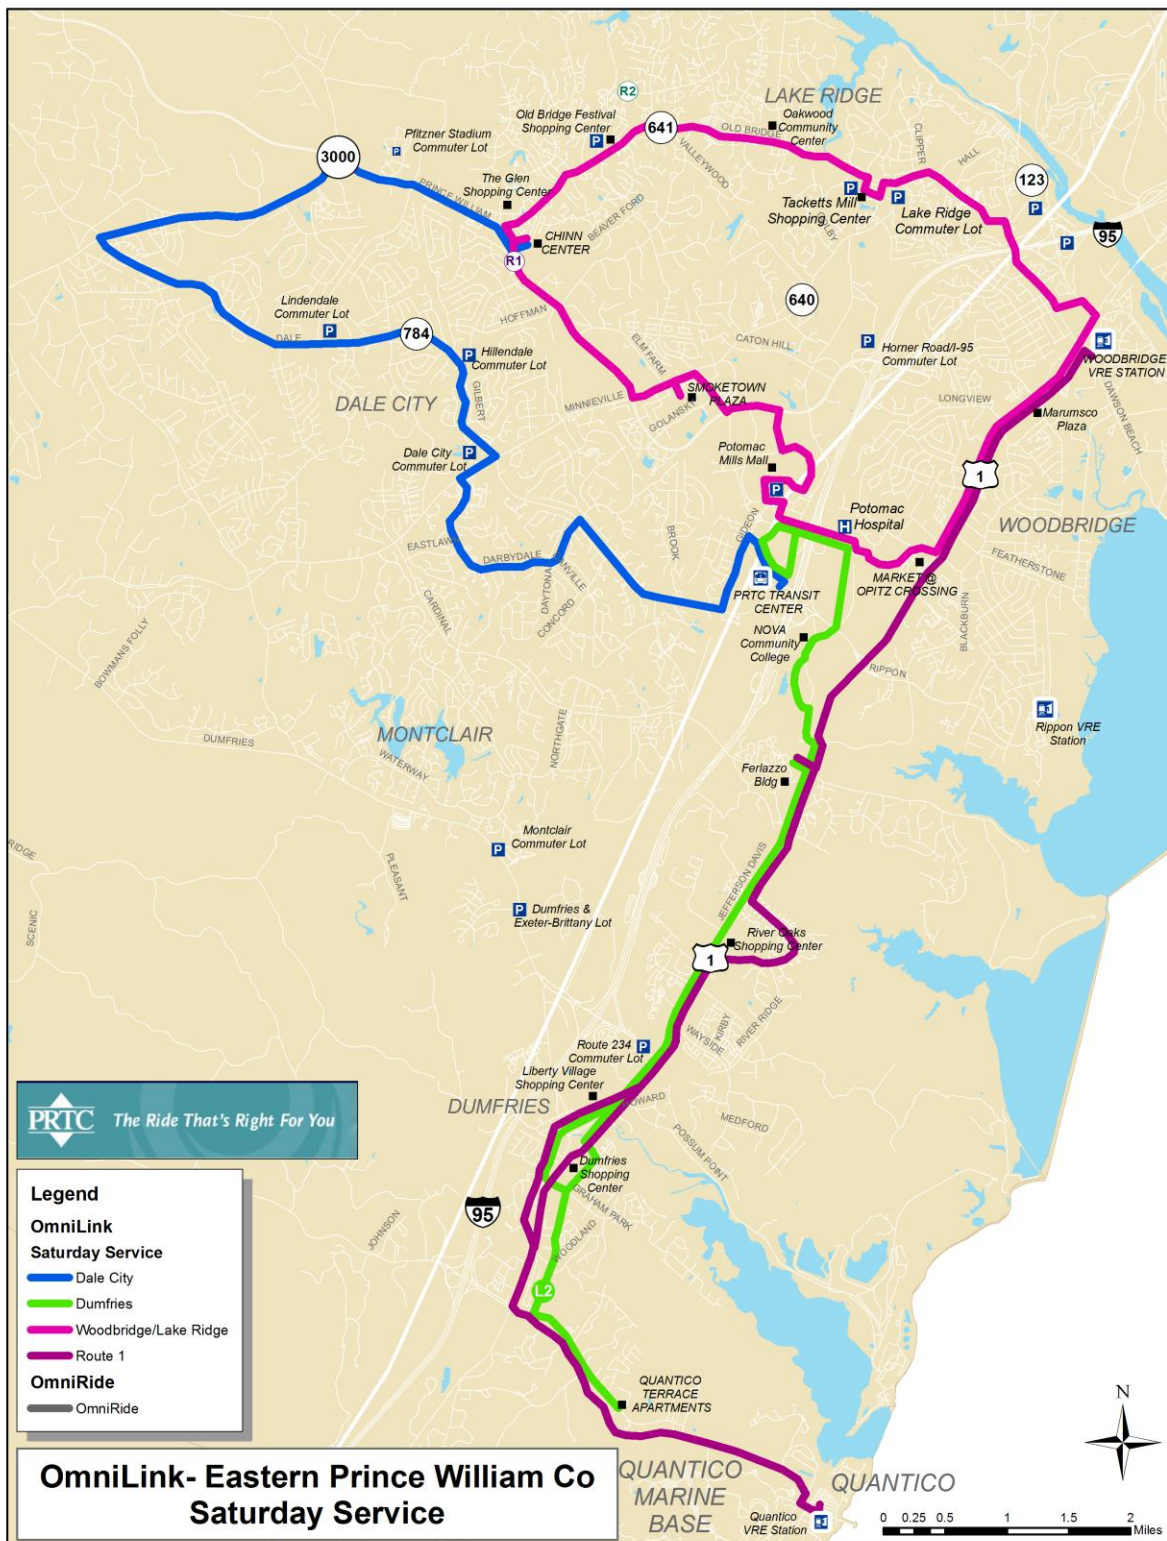 LAKE RIDGE
R2
Old Bridge Festival
Shopping Center
641
OLD BRIDGE
Oakwood
Community
Center
CLIPPER
HALL
Pfitzner Stadium
Commuter Lot
3000
VALLEYWOOD
123
PRINCE WILLIAM
The Glen
Shopping Center
BEAVER FORD
Tacketts Mill
Shopping Center
Lake Ridge
Commuter Lot
95
CHINN
CENTER
R1
640
Lindendale
Commuter Lot
DALE
784
HOFFMAN
Hillendale
Commuter Lot
ELM FARM
CATON HILL
Horner Road/I-95
Commuter Lot
WOODBRIDGE
VRE STATION
DALE CITY
GILBERT
MINNIEVILLE
SMOKETOWN
PLAZA
GOLANSKY
LONGVIEW
Marumsco
Plaza
DAWSON BEACH
Dale City
Commuter Lot
Potomac
Mills Mall
1
Potomac
Hospital
WOODBRIDGE
GIDEON
BROOK
EASTLAWN
DARBYDALE
FEATHERSTONE
MARKET @
OPITZ CROSSING
PRTC TRANSIT
CENTER
CARDINAL
DAYTONA
CONCORD
NOVA
Community
College
BLACKBURN
BOWMANS FOLLY
RIPPON
Rippon VRE
Station
MONTCLAIR
DUMFRIES
WATERWAY
NORTHGATE
Ferlazzo
Bldg
Montclair
Commuter Lot
RIDGE
PLEASANT
JEFFERSON DAVIS
SCENIC
Dumfries &
Exeter-Brittany Lot
River Oaks
Shopping Center
1
WAYSIDE
KIRBY
RIVER RIDGE
Route 234
Commuter Lot
Liberty Village
Shopping Center
DUMFRIES
MEDFORD
POSSUM POINT
Dumfries
Shopping
Center
GRAHAM PARK
95
JOHNSON
WOODLAND
L2
PRTC
The Ride That's Right For You
Legend
OmniLink
Saturday Service
Dale City
Dumfries
Woodbridge/Lake Ridge
Route 1
OmniRide
OmniRide
QUANTICO
TERRACE
APARTMENTS
N
OmniLink- Eastern Prince William Co
Saturday Service
QUANTICO
MARINE
BASE
QUANTICO
Quantico
VRE Station
0 0.25 0.5 1 1.5 2
Miles